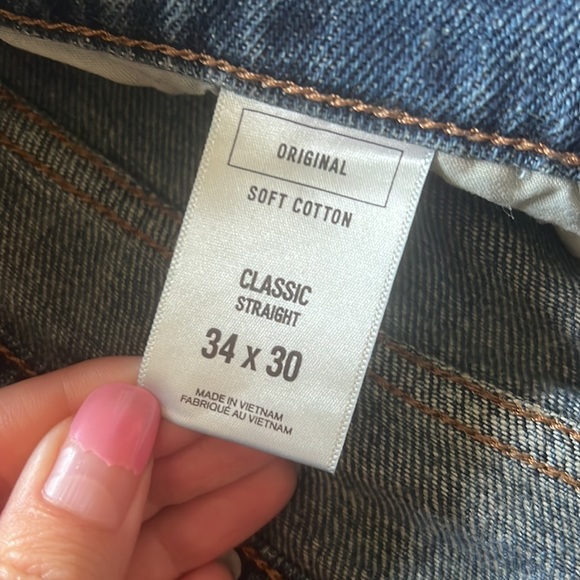 ORIGINAL
SOFT COTTON
CLASSIC
STRAIGHT
34 x 30
MADE IN VIETNAM
FABRIQUÉ AU VIETNAM